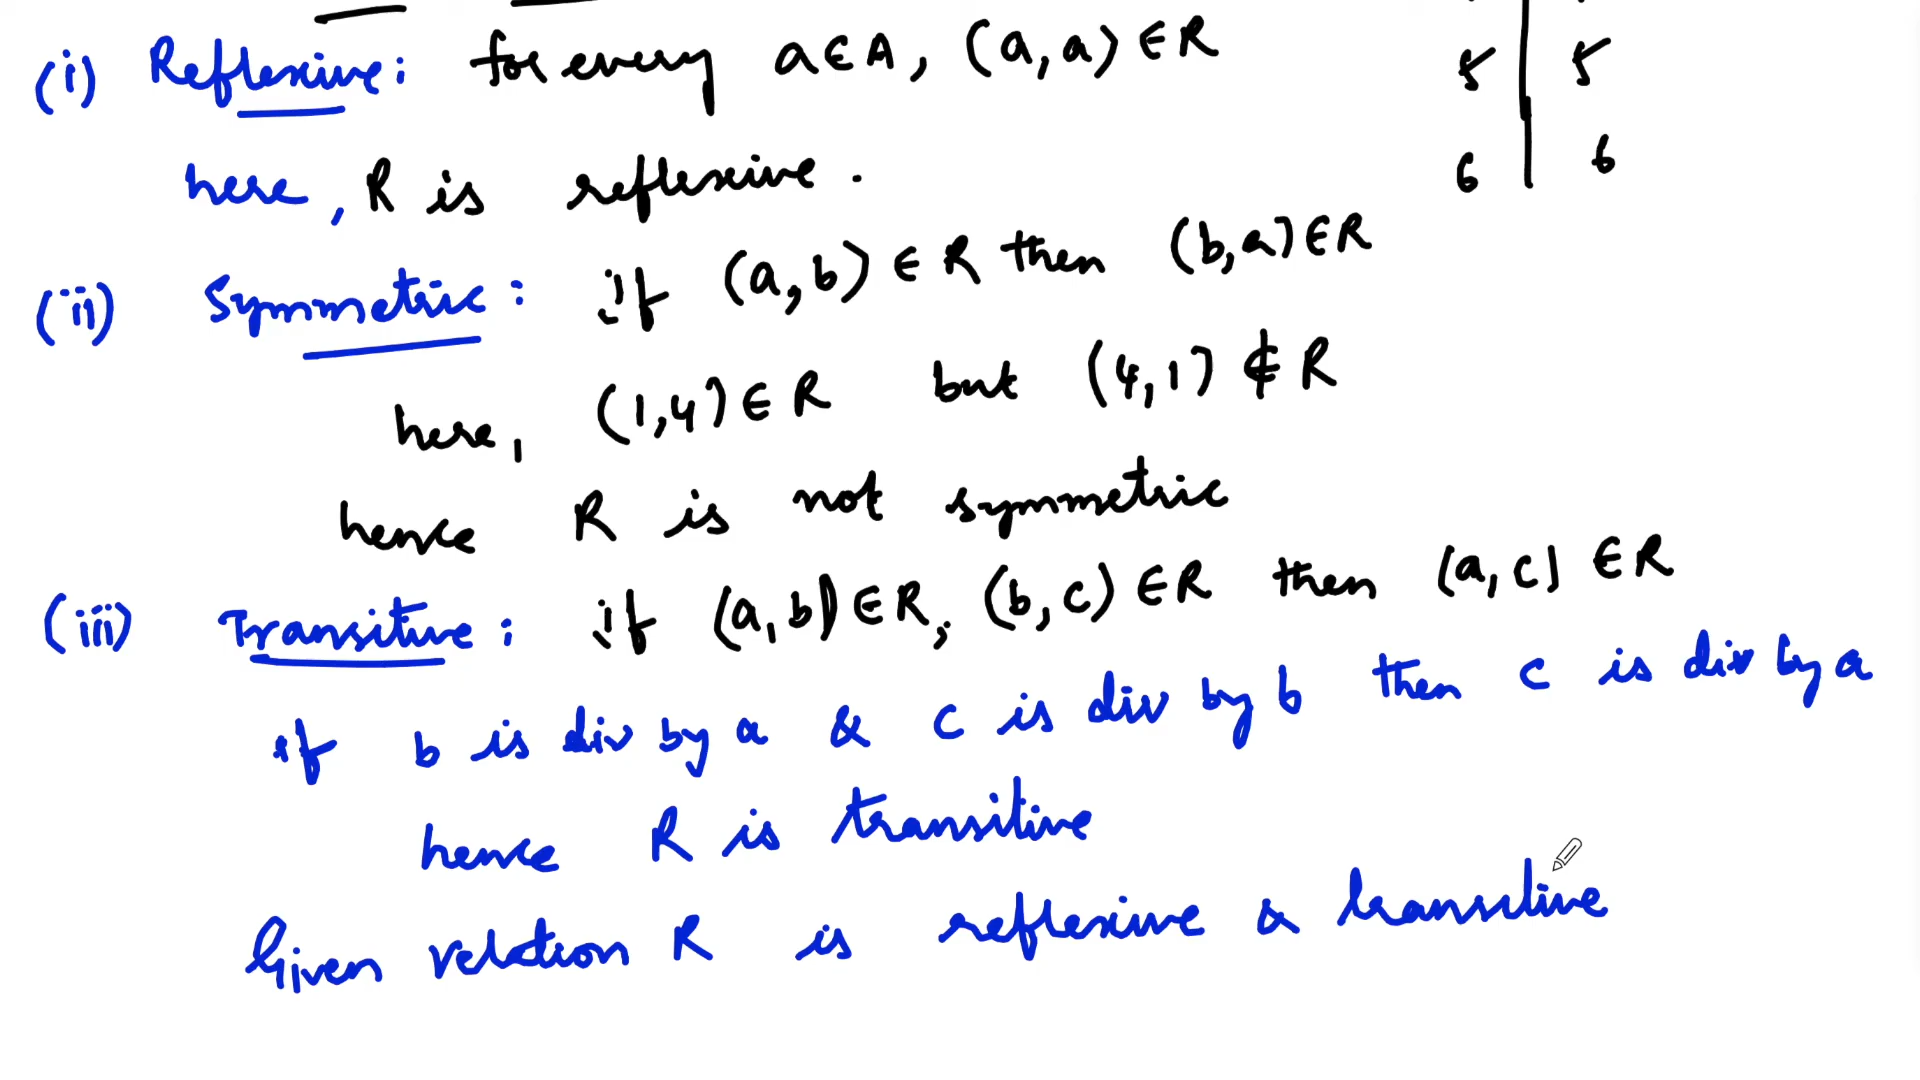 (i) Reflexive: for every a∈A, (a,a)∈R
5 | 5
here, R is reflexive.
6 | 6
(ii) Symmetric: if (a,b)∈R then (b,a)∈R
here, (1,4)∈R but (4,1)∉R
hence R is not symmetric
(iii) Transitive: if (a,b)∈R, (b,c)∈R then (a,c)∈R
if b is div by a & c is div by b then c is div by a
hence R is transitive
Given relation R is reflexive & transitive